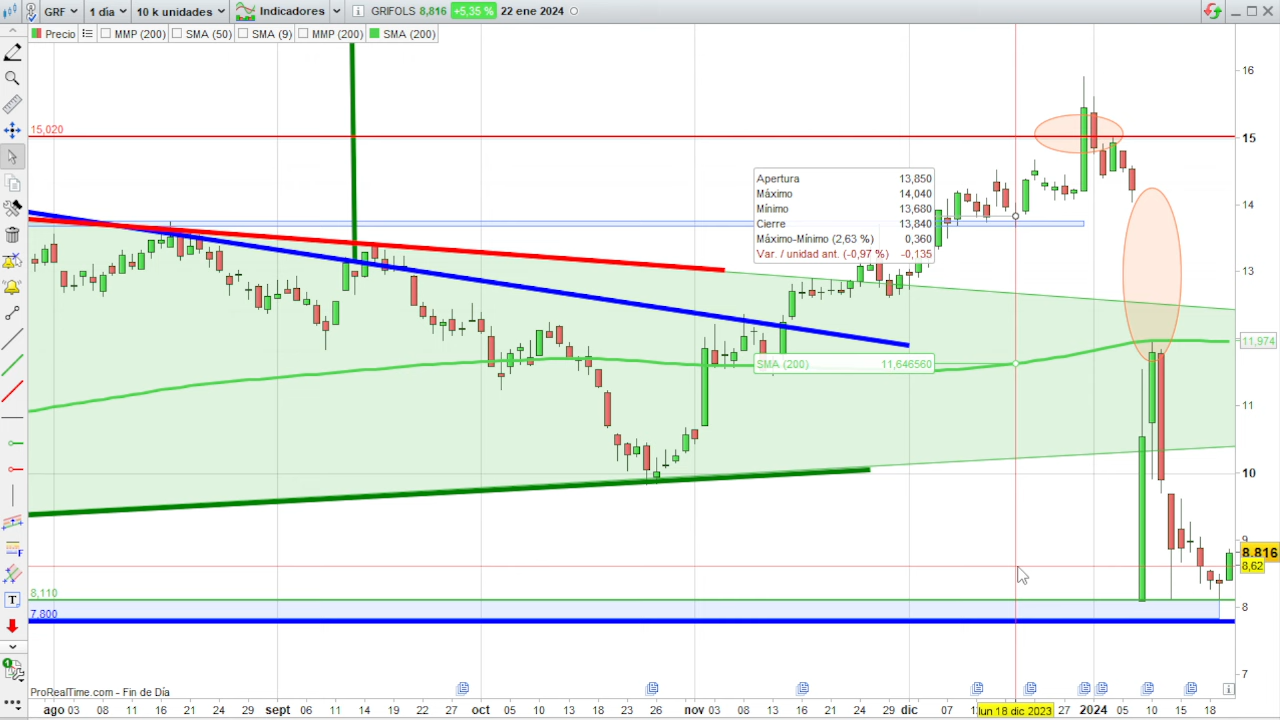 GRF 1 día 10 k unidades Indicadores GRIFOLS 8,816 +5,35 % 22 ene 2024
Precio MMP (200) SMA (50) SMA (9) MMP (200) SMA (200)
16
15,020
15
Apertura 13,850
Máximo 14,040
Mínimo 13,680
Cierre 13,840
Máximo-Mínimo (2,63 %) 0,360
Var. / unidad ant. (-0,97 %) -0,135
14
13
11,974
SMA (200) 11,646560
11
10
9
8.816
8,62
8,110
8
7,800
7
ProRealTime.com - Fin de Día
ago 03 08 11 16 21 24 29 sept 11 14 19 22 27 oct 05 10 13 18 23 26 nov 03 08 13 16 21 24 29 dic 07 lun 18 dic 2023 27 2024 05 10 15 18